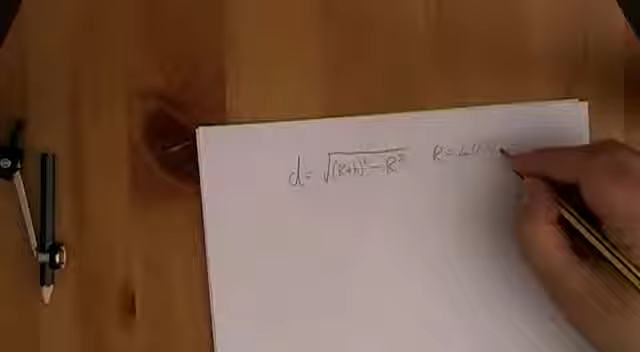 d = √(R+h)² - R² R =